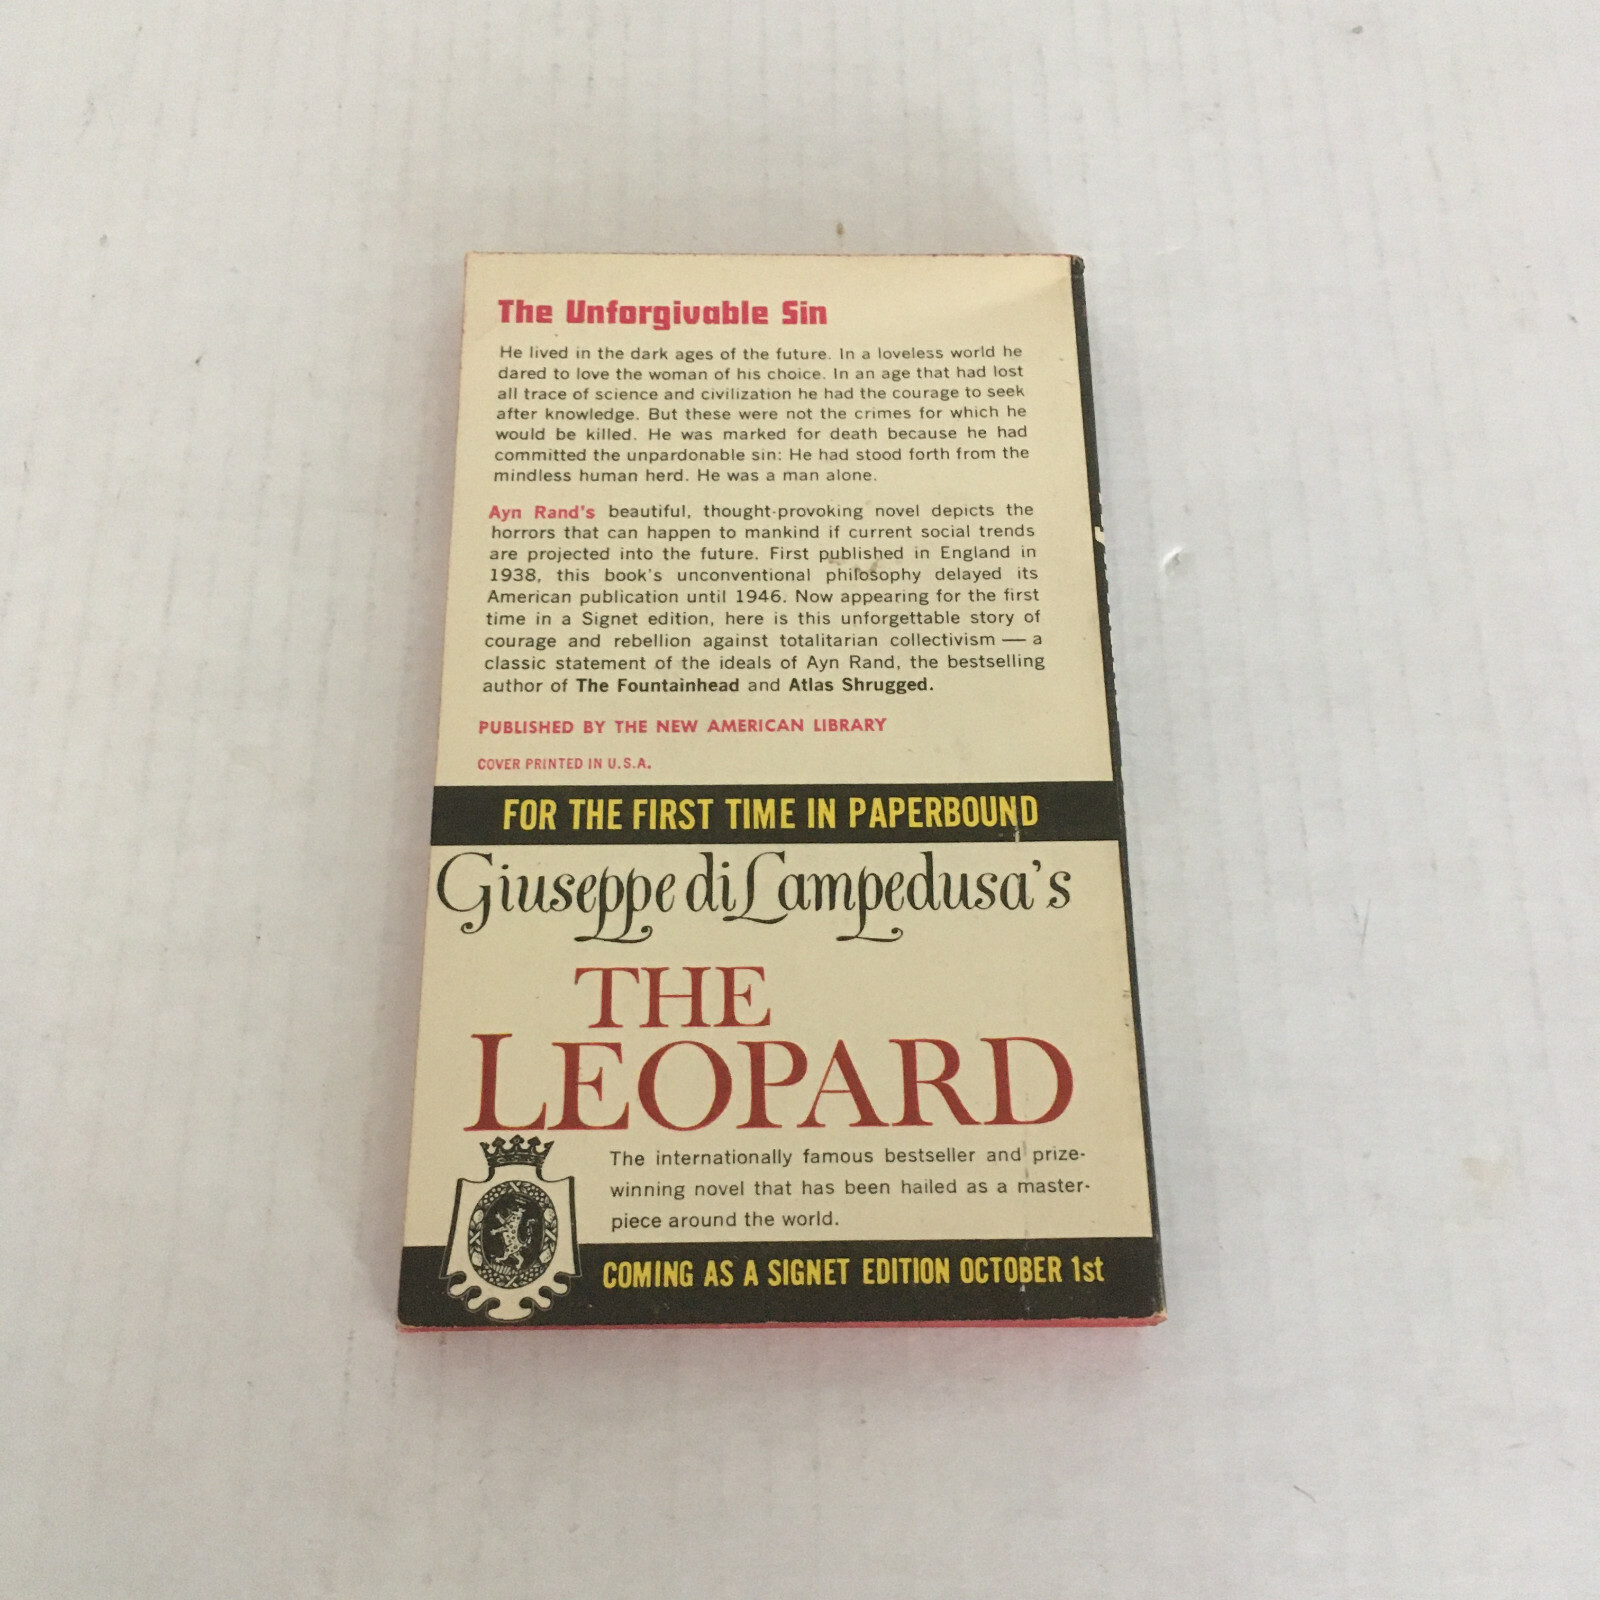 The Unforgivable Sin
He lived in the dark ages of the future. In a loveless world he
dared to love the woman of his choice. In an age that had lost
all trace of science and civilization he had the courage to seek
after knowledge. But these were not the crimes for which he
would be killed. He was marked for death because he had
committed the unpardonable sin: He had stood forth from the
mindless human herd. He was a man alone.
Ayn Rand's beautiful, thought-provoking novel depicts the
horrors that can happen to mankind if current social trends
are projected into the future. First published in England in
1938, this book's unconventional philosophy delayed its
American publication until 1946. Now appearing for the first
time in a Signet edition, here is this unforgettable story of
courage and rebellion against totalitarian collectivism — a
classic statement of the ideals of Ayn Rand, the bestselling
author of The Fountainhead and Atlas Shrugged.
PUBLISHED BY THE NEW AMERICAN LIBRARY
COVER PRINTED IN U.S.A.
FOR THE FIRST TIME IN PAPERBOUND
Giuseppe di Lampedusa's
THE
LEOPARD
The internationally famous bestseller and prize-
winning novel that has been hailed as a master-
piece around the world.
COMING AS A SIGNET EDITION OCTOBER 1st